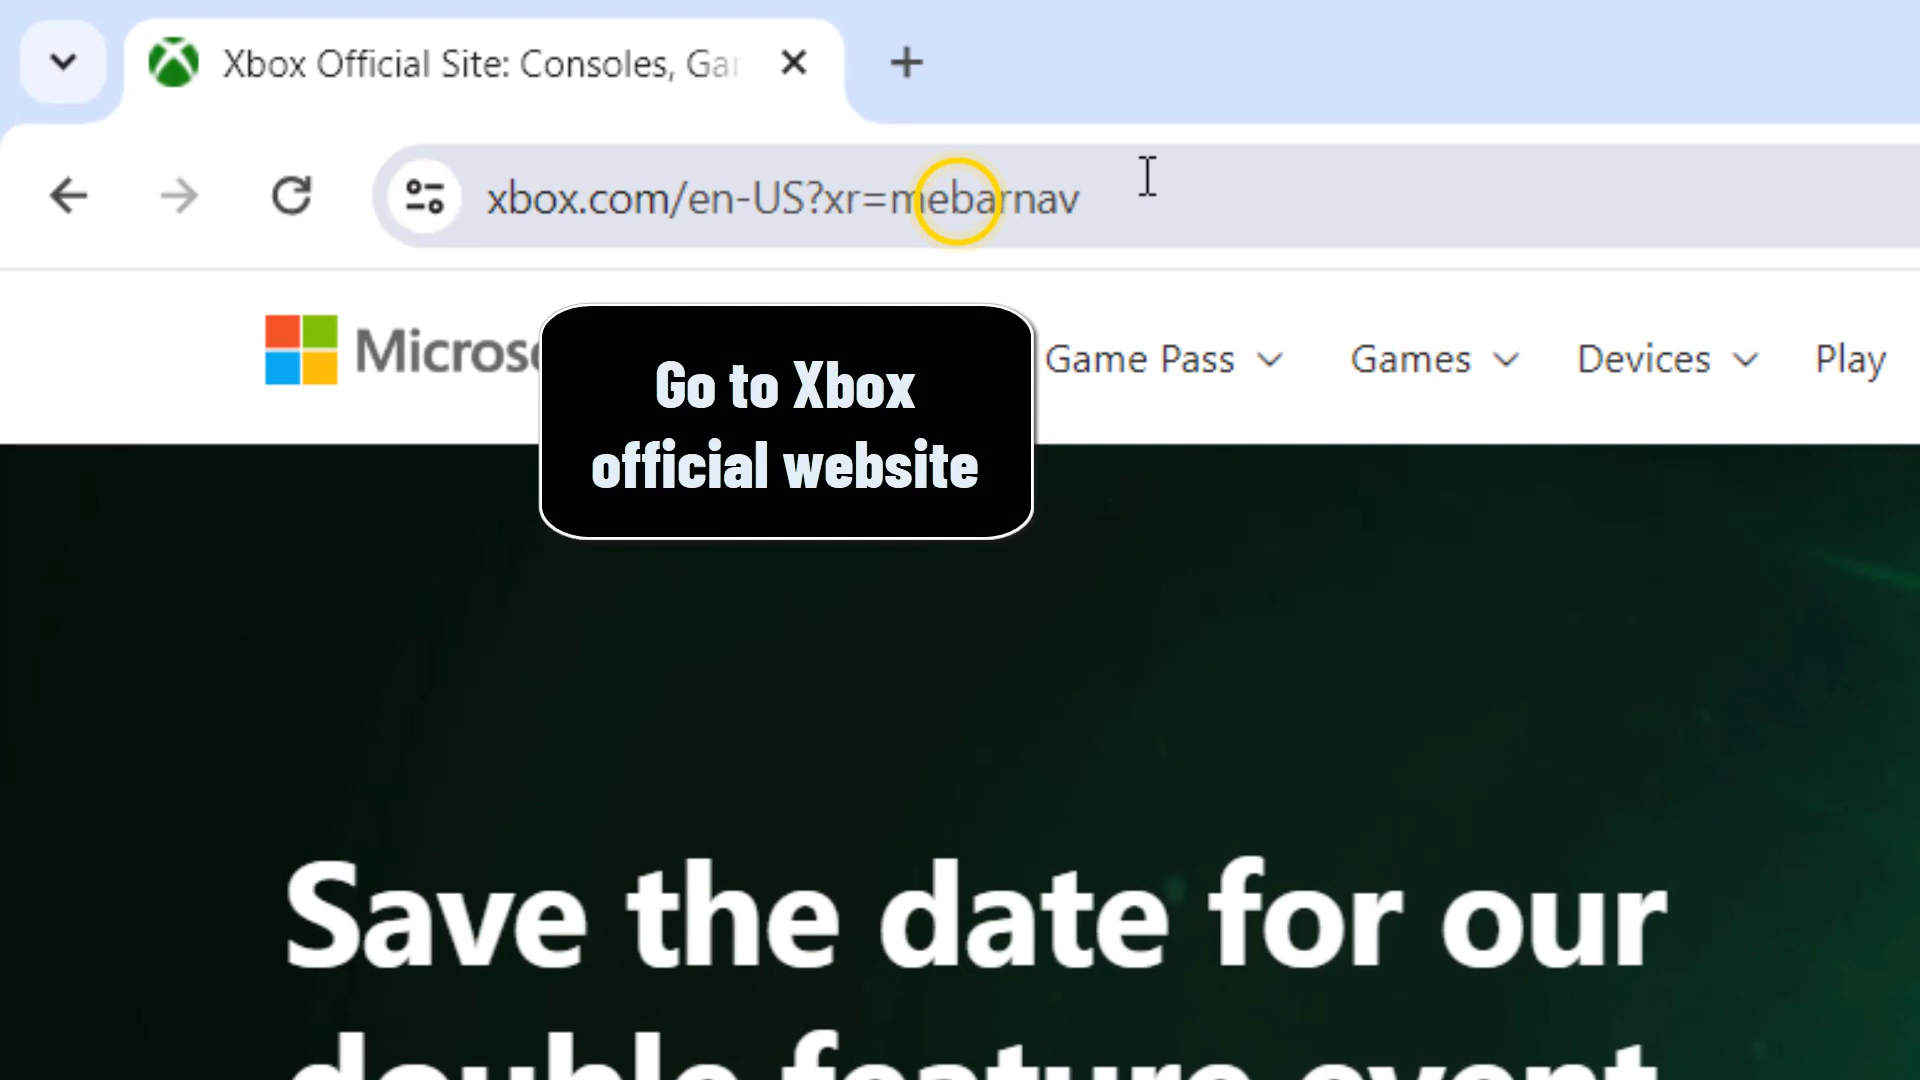 Xbox Official Site: Consoles, Gar
xbox.com/en-US?xr=mebarnav
Microso
Game Pass
Games
Devices
Play
Go to Xbox
official website
Save the date for our
double feature event